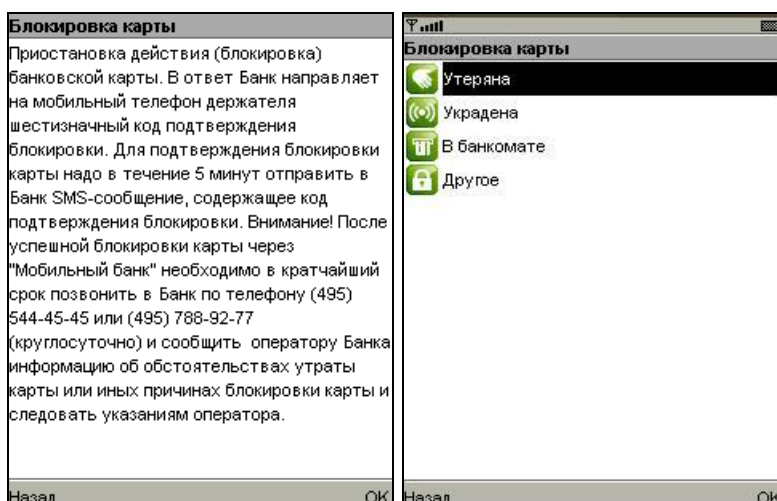 Блокировка карты
Приостановка действия (блокировка)
банковской карты. В ответ Банк направляет
на мобильный телефон держателя
шестизначный код подтверждения
блокировки. Для подтверждения блокировки
карты надо в течение 5 минут отправить в
Банк SMS-сообщение, содержащее код
подтверждения блокировки. Внимание! После
успешной блокировки карты через
"Мобильный банк" необходимо в кратчайший
срок позвонить в Банк по телефону (495)
544-45-45 или (495) 788-92-77
(круглосуточно) и сообщить оператору Банка
информацию об обстоятельствах утраты
карты или иных причинах блокировки карты и
следовать указаниям оператора.
Назад OK
Блокировка карты
Утеряна
Украдена
В банкомате
Другое
Назад OK